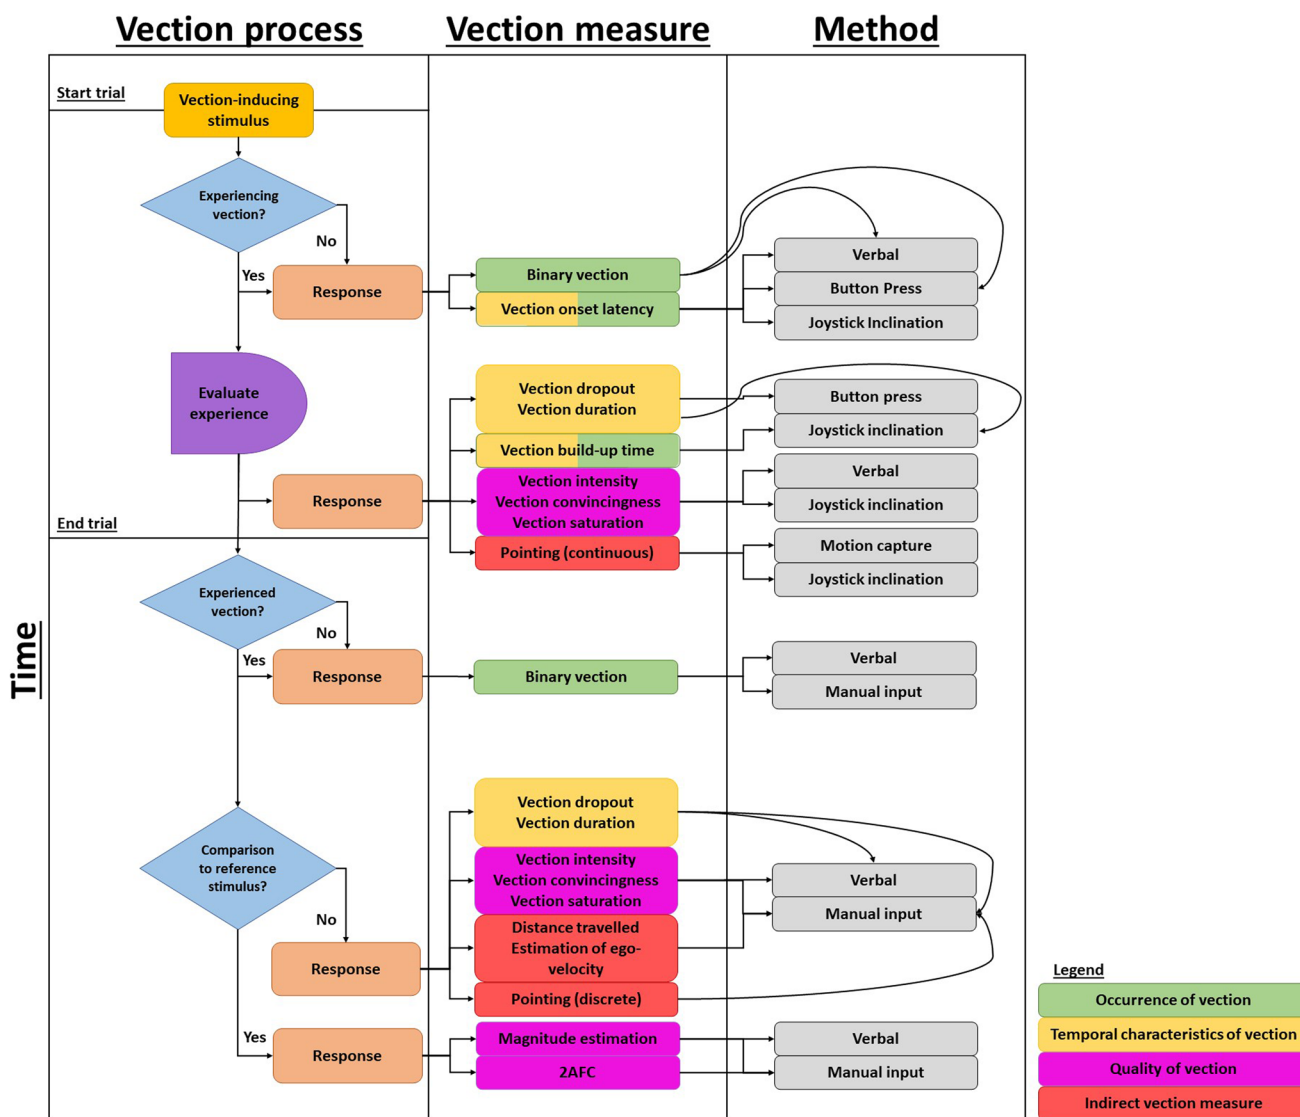 Vection process
Vection measure
Method
Start trial
Vection-inducing
stimulus
Experiencing
vection?
No
Yes
Response
Binary vection
Vection onset latency
Verbal
Button Press
Joystick Inclination
Evaluate
experience
Vection dropout
Vection duration
Button press
Joystick inclination
Vection build-up time
Response
Vection intensity
Vection convincingness
Vection saturation
Verbal
Joystick inclination
End trial
Pointing (continuous)
Motion capture
Joystick inclination
Time
Experienced
vection?
No
Yes
Response
Binary vection
Verbal
Manual input
Comparison
to reference
stimulus?
No
Response
Vection dropout
Vection duration
Vection intensity
Vection convincingness
Vection saturation
Distance travelled
Estimation of ego-
velocity
Pointing (discrete)
Verbal
Manual input
Yes
Response
Magnitude estimation
2AFC
Verbal
Manual input
Legend
Occurrence of vection
Temporal characteristics of vection
Quality of vection
Indirect vection measure